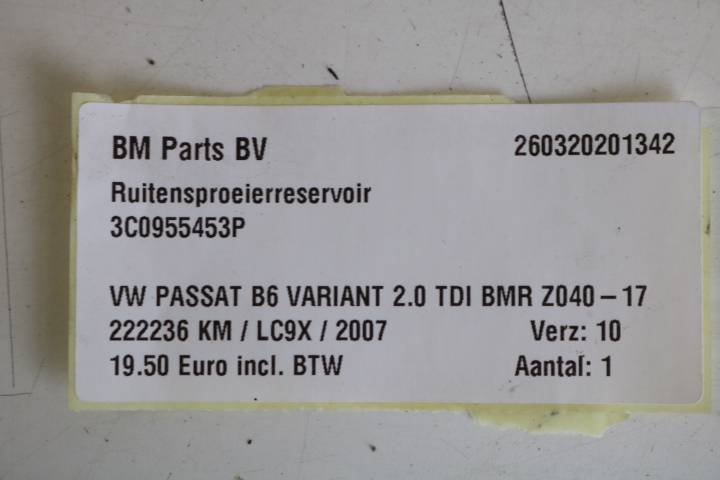 BM Parts BV 260320201342
Ruitensproeierreservoir
3C0955453P
VW PASSAT B6 VARIANT 2.0 TDI BMR Z040-17
222236 KM / LC9X / 2007 Verz: 10
19.50 Euro incl. BTW Aantal: 1